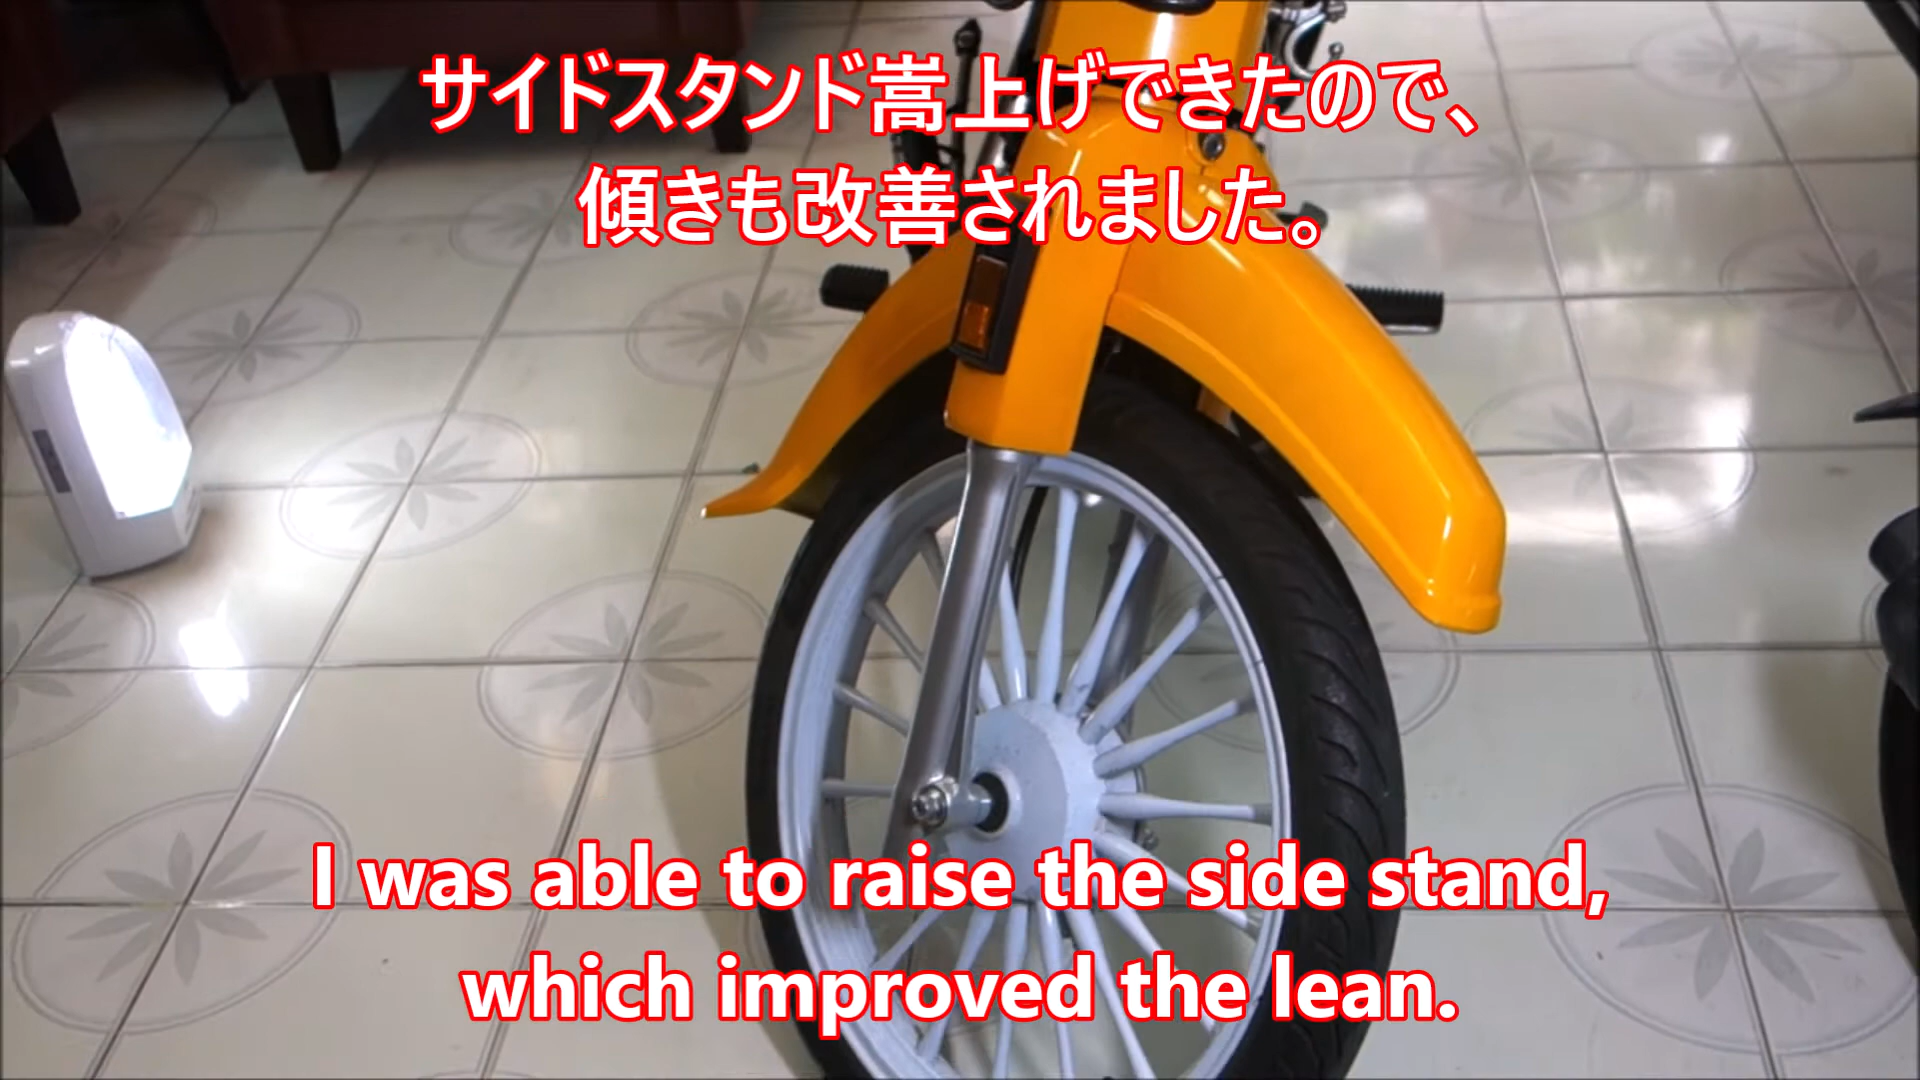 サイドスタンド嵩上げできたので、
傾きも改善されました。
I was able to raise the side stand,
which improved the lean.